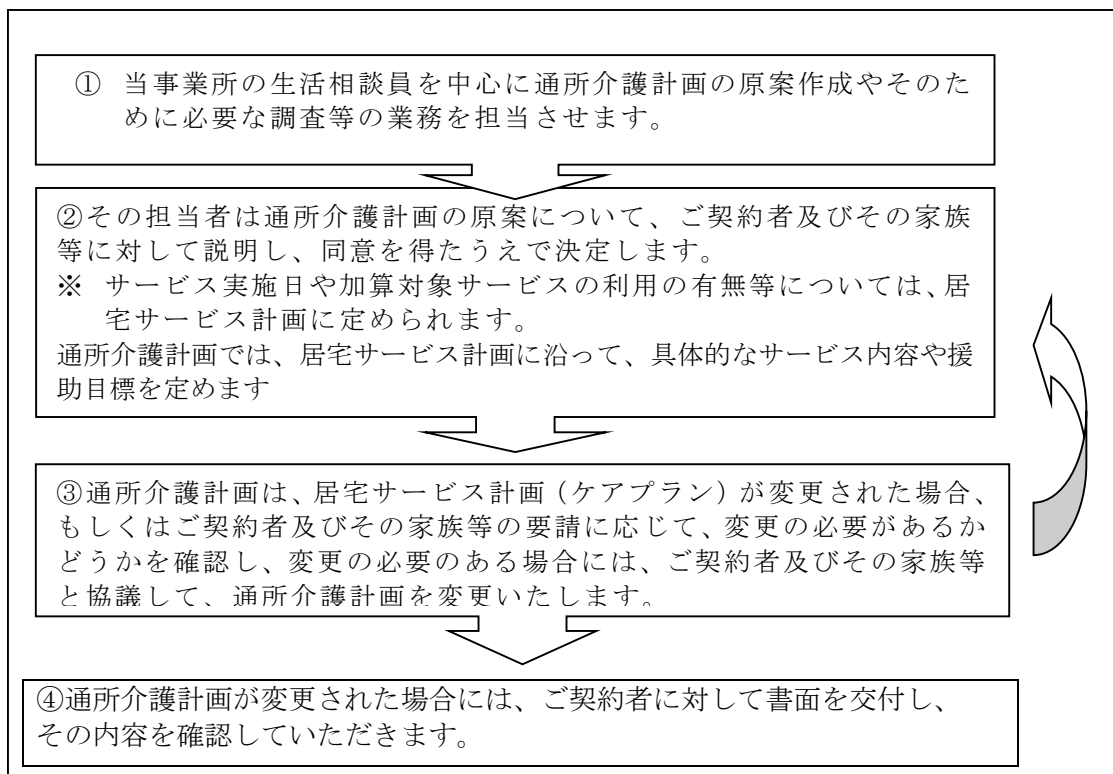 ① 当事業所の生活相談員を中心に通所介護計画の原案作成やそのた
めに必要な調査等の業務を担当させます。
②その担当者は通所介護計画の原案について、ご契約者及びその家族
等に対して説明し、同意を得たうえで決定します。
※ サービス実施日や加算対象サービスの利用の有無等については、居
宅サービス計画に定められます。
通所介護計画では、居宅サービス計画に沿って、具体的なサービス内容や援
助目標を定めます
③通所介護計画は、居宅サービス計画（ケアプラン）が変更された場合、
もしくはご契約者及びその家族等の要請に応じて、変更の必要があるか
どうかを確認し、変更の必要のある場合には、ご契約者及びその家族等
と協議して、通所介護計画を変更いたします。
④通所介護計画が変更された場合には、ご契約者に対して書面を交付し、
その内容を確認していただきます。